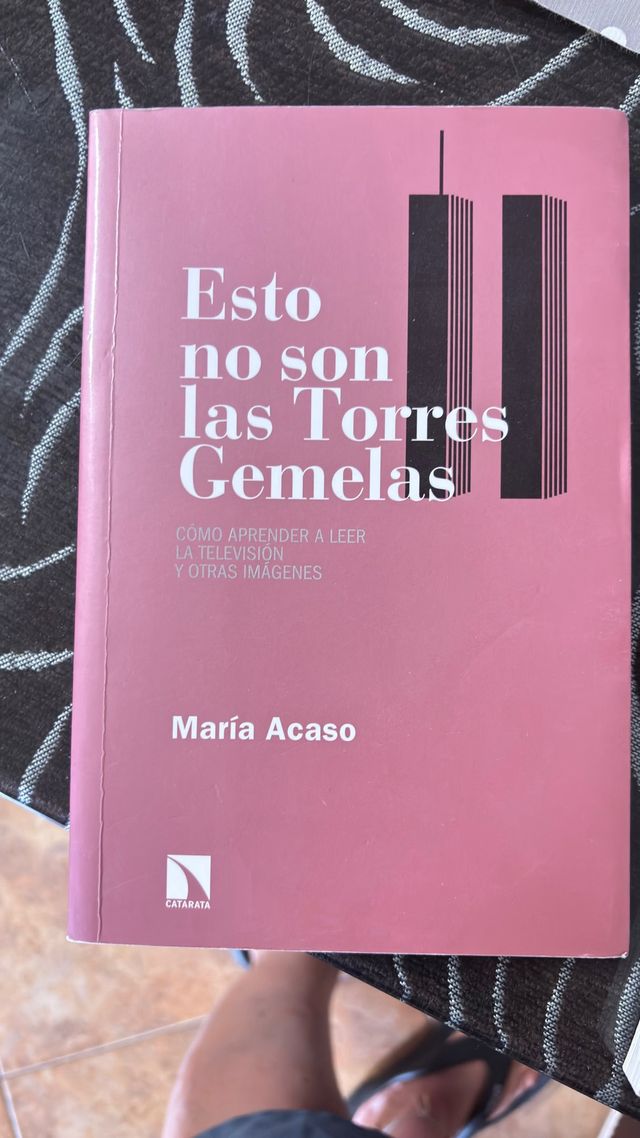 Esto
no son
las Torres
Gemelas
CÓMO APRENDER A LEER
LA TELEVISIÓN
Y OTRAS IMÁGENES
María Acaso
CATARATA